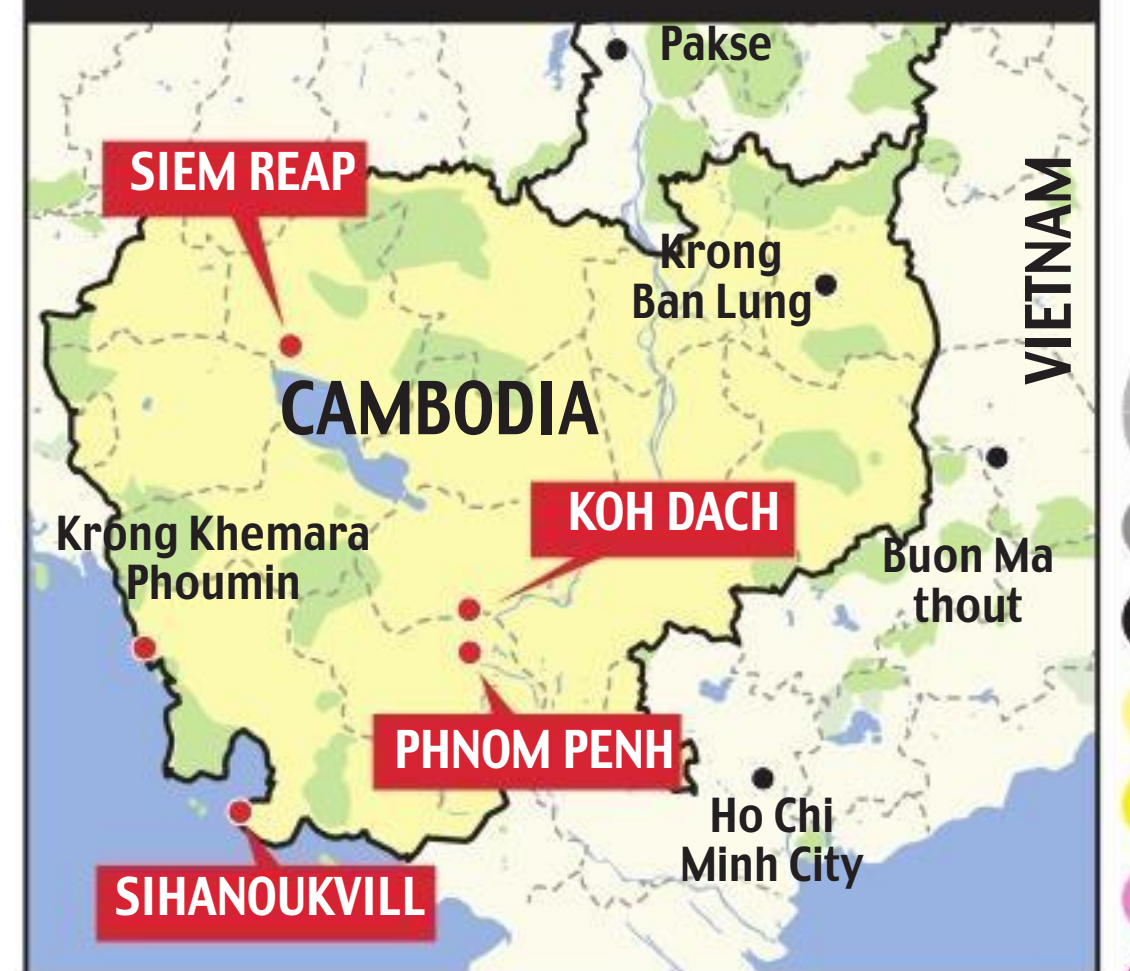 Pakse
SIEM REAP
VIETNAM
Krong
Ban Lung
CAMBODIA
KOH DACH
Krong Khemara
Phoumin
Buon Ma
thout
PHNOM PENH
Ho Chi
Minh City
SIHANOUKVILL